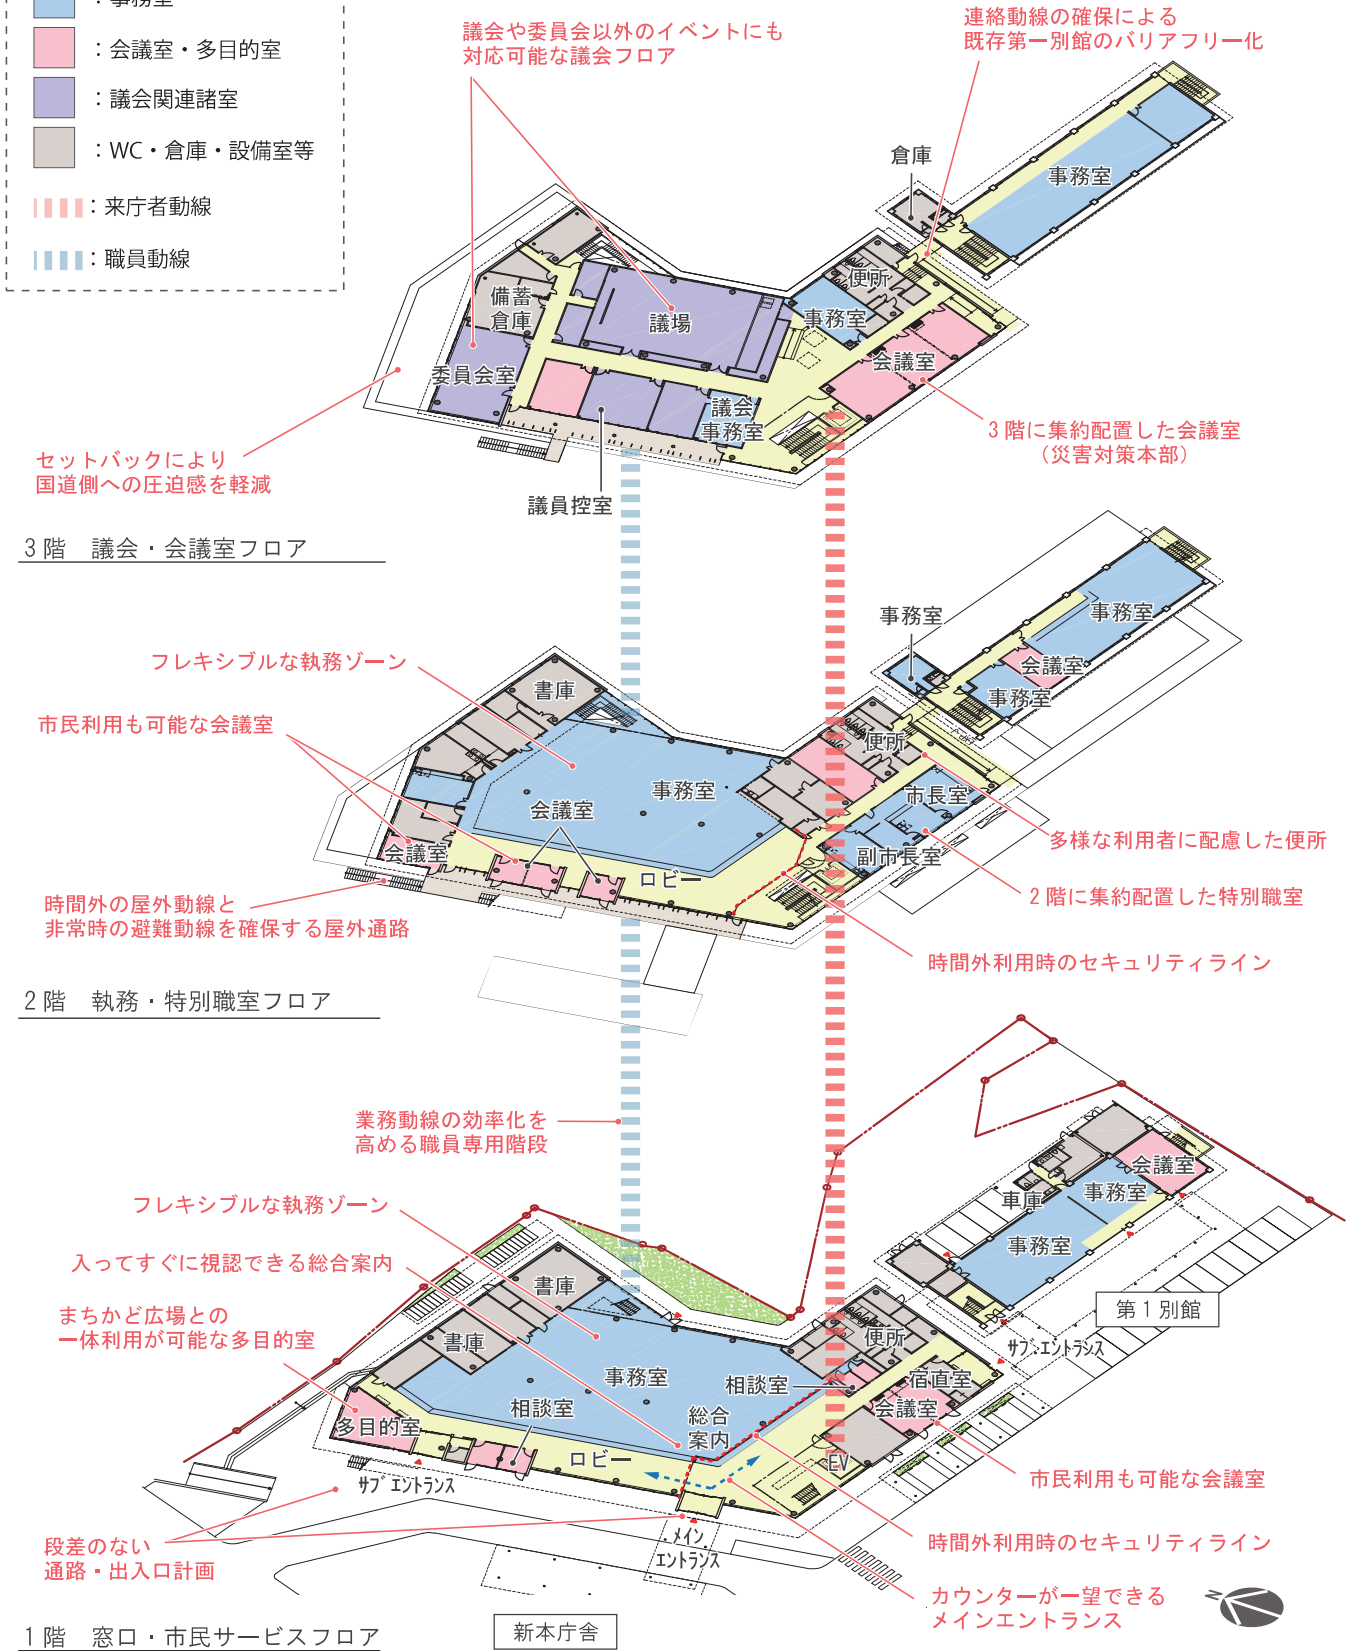 ：事務室
：会議室・多目的室
：議会関連諸室
：WC・倉庫・設備室等
：来庁者動線
：職員動線
議会や委員会以外のイベントにも
対応可能な議会フロア
連絡動線の確保による
既存第一別館のバリアフリー化
倉庫
事務室
便所
備蓄
倉庫
議場
事務室
会議室
委員会室
議会
事務室
3階に集約配置した会議室
（災害対策本部）
セットバックにより
国道側への圧迫感を軽減
議員控室
3階　議会・会議室フロア
事務室
事務室
会議室
事務室
フレキシブルな執務ゾーン
書庫
市民利用も可能な会議室
便所
事務室
市長室
会議室
多様な利用者に配慮した便所
会議室
副市長室
ロビー
2階に集約配置した特別職室
時間外の屋外動線と
非常時の避難動線を確保する屋外通路
時間外利用時のセキュリティライン
2階　執務・特別職室フロア
業務動線の効率化を
高める職員専用階段
会議室
事務室
車庫
フレキシブルな執務ゾーン
事務室
入ってすぐに視認できる総合案内
書庫
まちかど広場との
一体利用が可能な多目的室
第1別館
書庫
便所
サブエントランス
事務室
相談室
宿直室
相談室
会議室
多目的室
総合
案内
ロビー
EV
サブエントランス
市民利用も可能な会議室
段差のない
通路・出入口計画
メイン
エントランス
時間外利用時のセキュリティライン
カウンターが一望できる
メインエントランス
N
1階　窓口・市民サービスフロア
新本庁舎